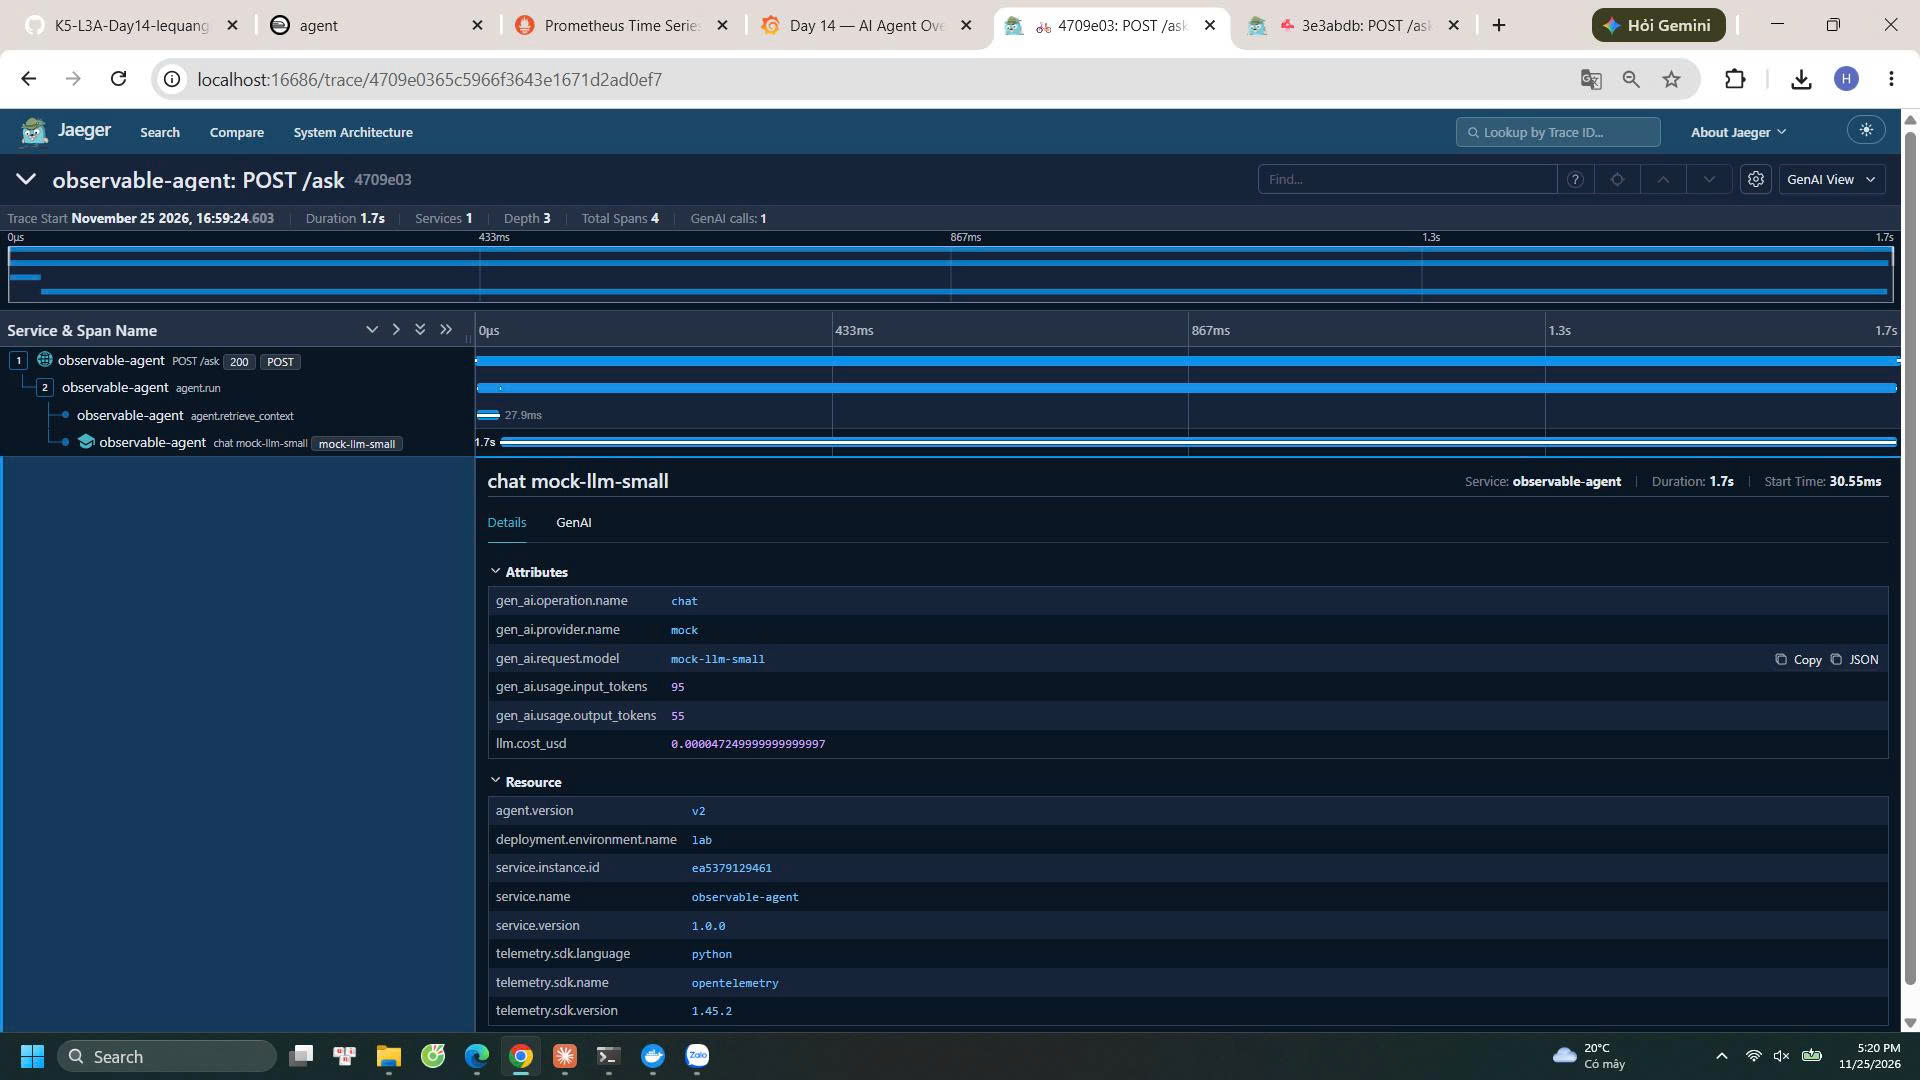 K5-L3A-Day14-lequang
agent
Prometheus Time Series
Day 14 — AI Agent Ove
4709e03: POST /ask
3e3abdb: POST /ask
Hỏi Gemini
localhost:16686/trace/4709e0365c5966f3643e1671d2ad0ef7
H
Jaeger
Search
Compare
System Architecture
Lookup by Trace ID...
About Jaeger
observable-agent: POST /ask 4709e03
Find...
?
GenAI View
Trace Start November 25 2026, 16:59:24.603
Duration 1.7s
Services 1
Depth 3
Total Spans 4
GenAI calls: 1
0μs
433ms
867ms
1.3s
1.7s
Service & Span Name
0μs
433ms
867ms
1.3s
1.7s
1 observable-agent POST /ask 200 POST
2 observable-agent agent.run
observable-agent agent.retrieve_context
27.9ms
observable-agent chat mock-llm-small mock-llm-small
1.7s
chat mock-llm-small
Service: observable-agent
Duration: 1.7s
Start Time: 30.55ms
Details
GenAI
Attributes
gen_ai.operation.name chat
gen_ai.provider.name mock
gen_ai.request.model mock-llm-small
Copy JSON
gen_ai.usage.input_tokens 95
gen_ai.usage.output_tokens 55
llm.cost_usd 0.000047249999999999997
Resource
agent.version v2
deployment.environment.name lab
service.instance.id ea5379129461
service.name observable-agent
service.version 1.0.0
telemetry.sdk.language python
telemetry.sdk.name opentelemetry
telemetry.sdk.version 1.45.2
Search
Zalo
20°C
Có mây
5:20 PM
11/25/2026